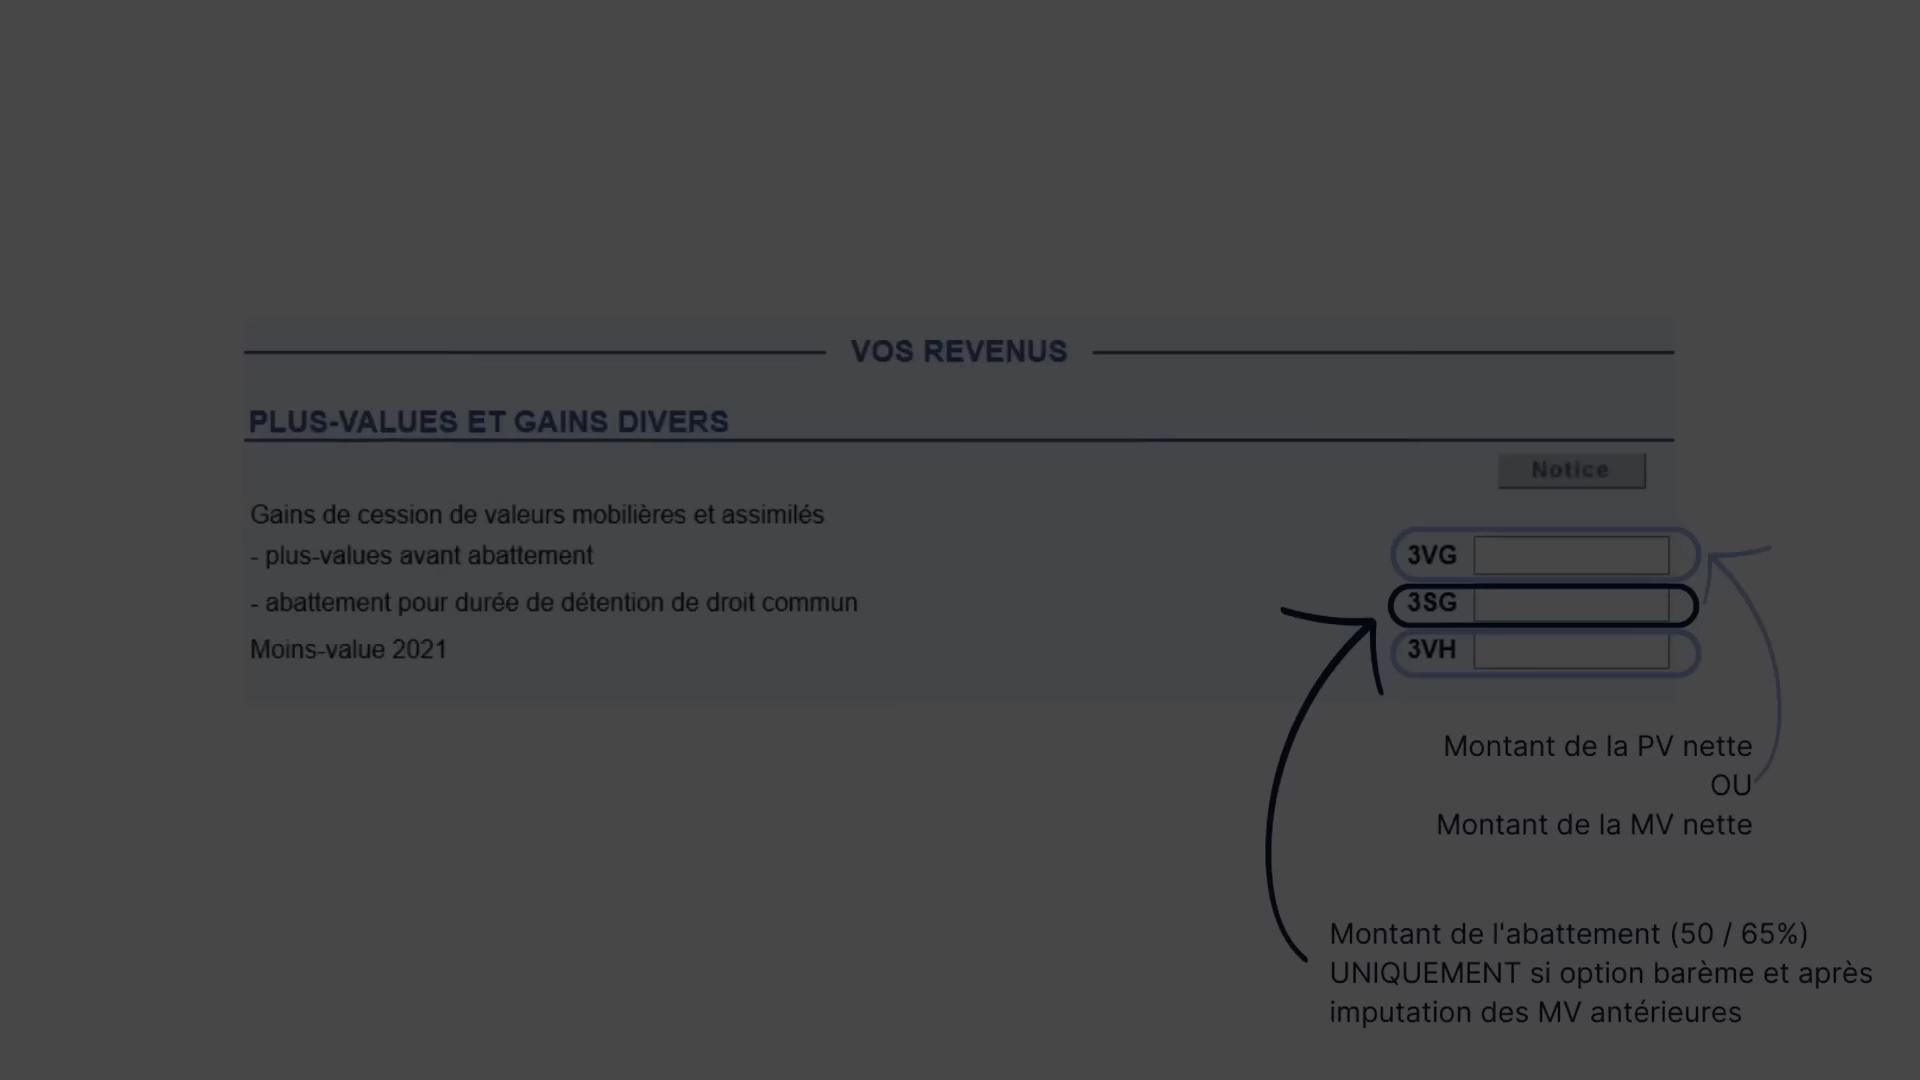 VOS REVENUS
PLUS-VALUES ET GAINS DIVERS
Notice
Gains de cession de valeurs mobilières et assimilés
- plus-values avant abattement
3VG
- abattement pour durée de détention de droit commun
3SG
Moins-value 2021
3VH
Montant de la PV nette
OU
Montant de la MV nette
Montant de l'abattement (50 / 65%)
UNIQUEMENT si option barème et après
imputation des MV antérieures